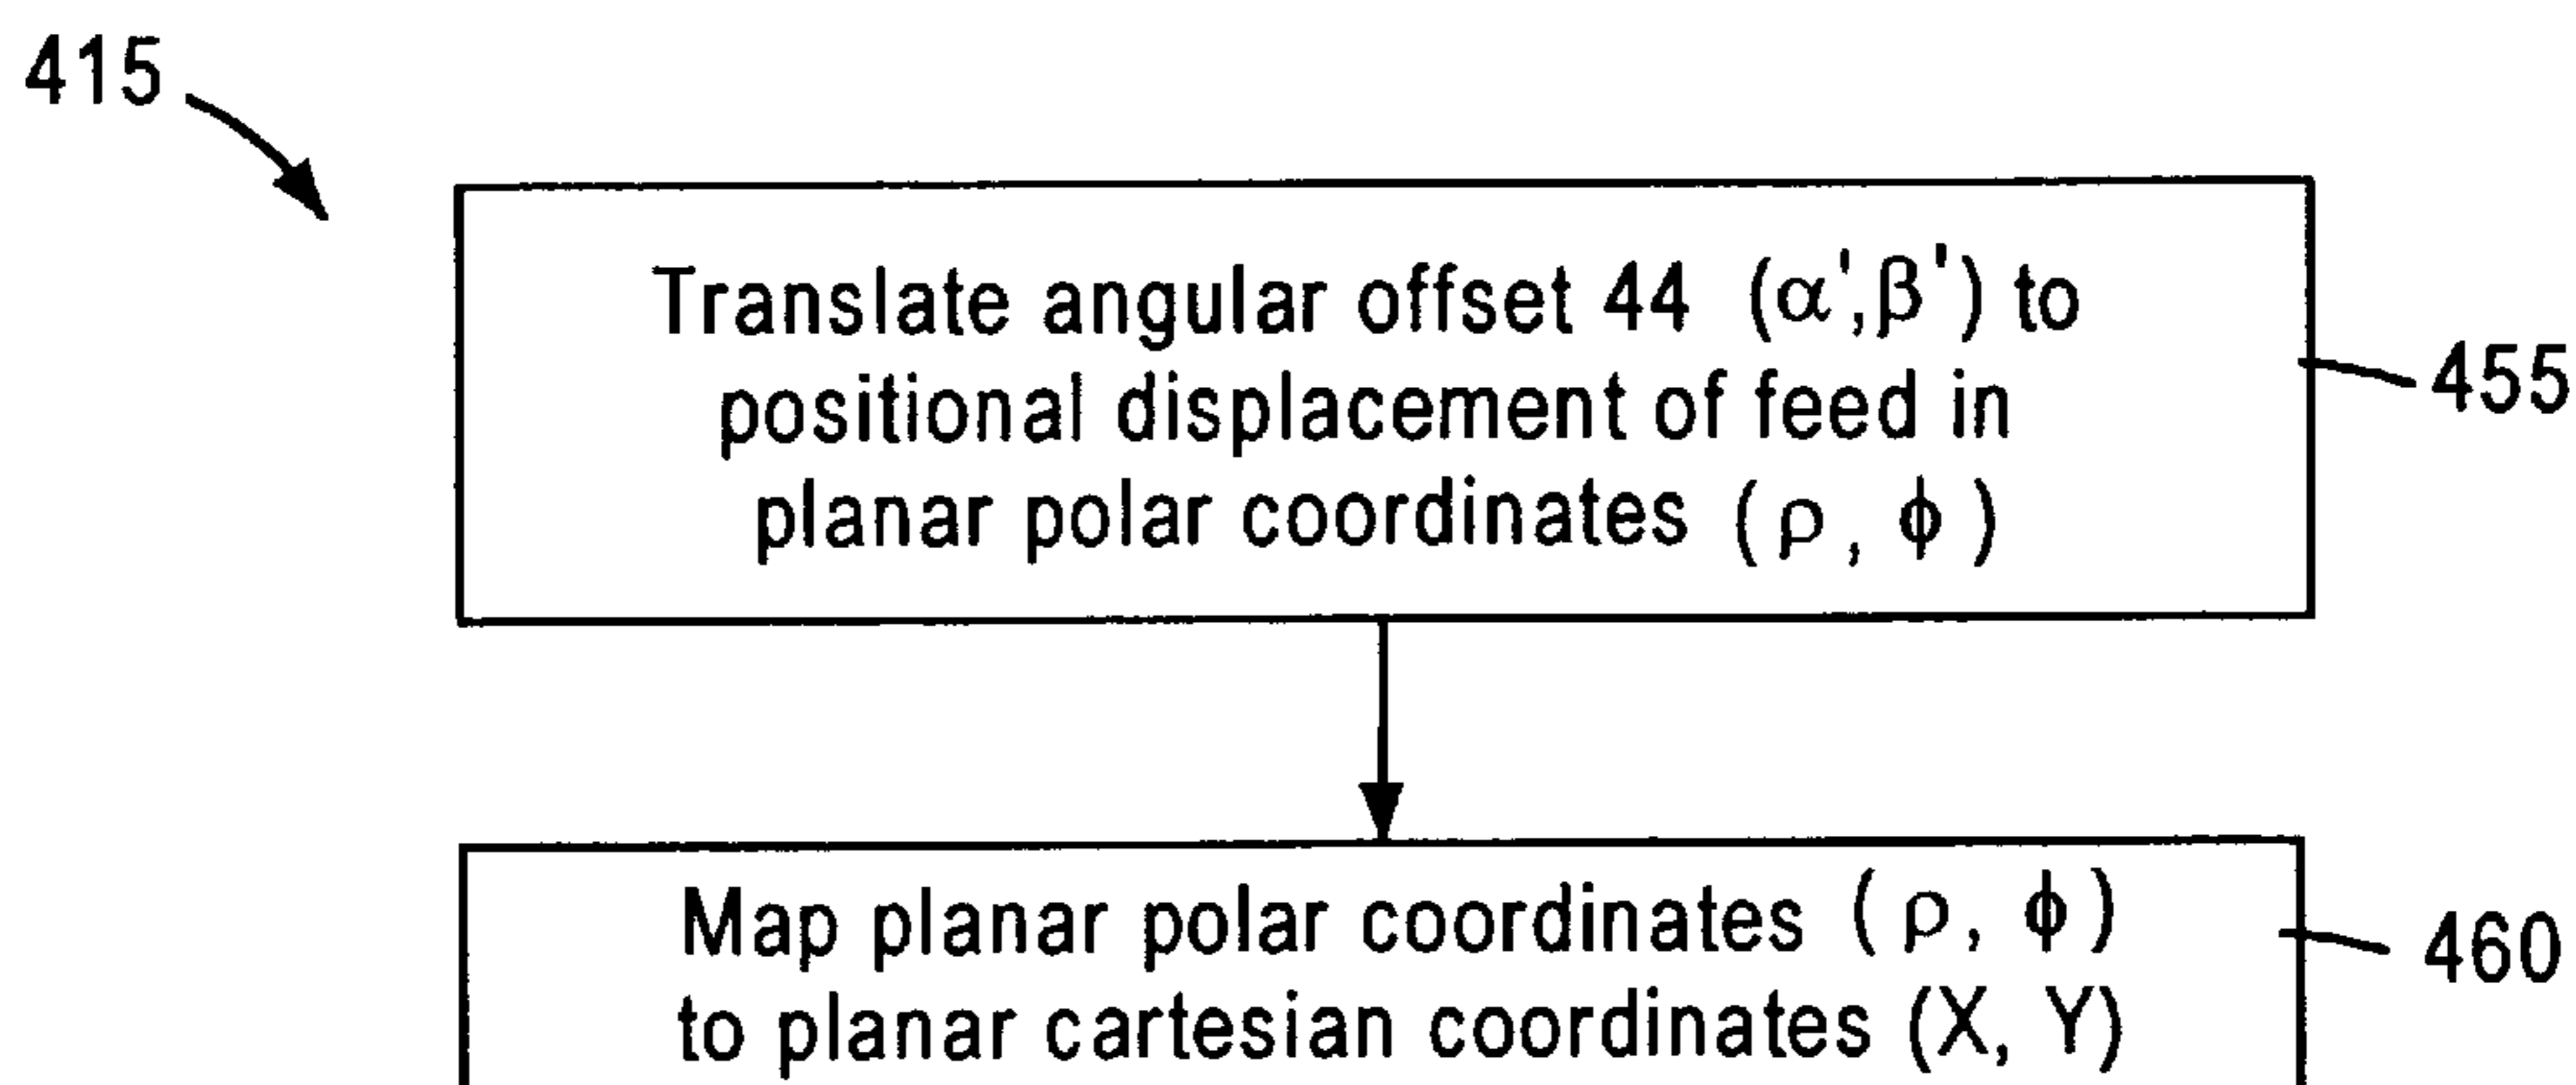 415
Translate angular offset 44 (α',β') to
positional displacement of feed in
planar polar coordinates (ρ, ϕ)
455
Map planar polar coordinates (ρ, ϕ)
to planar cartesian coordinates (X, Y)
460